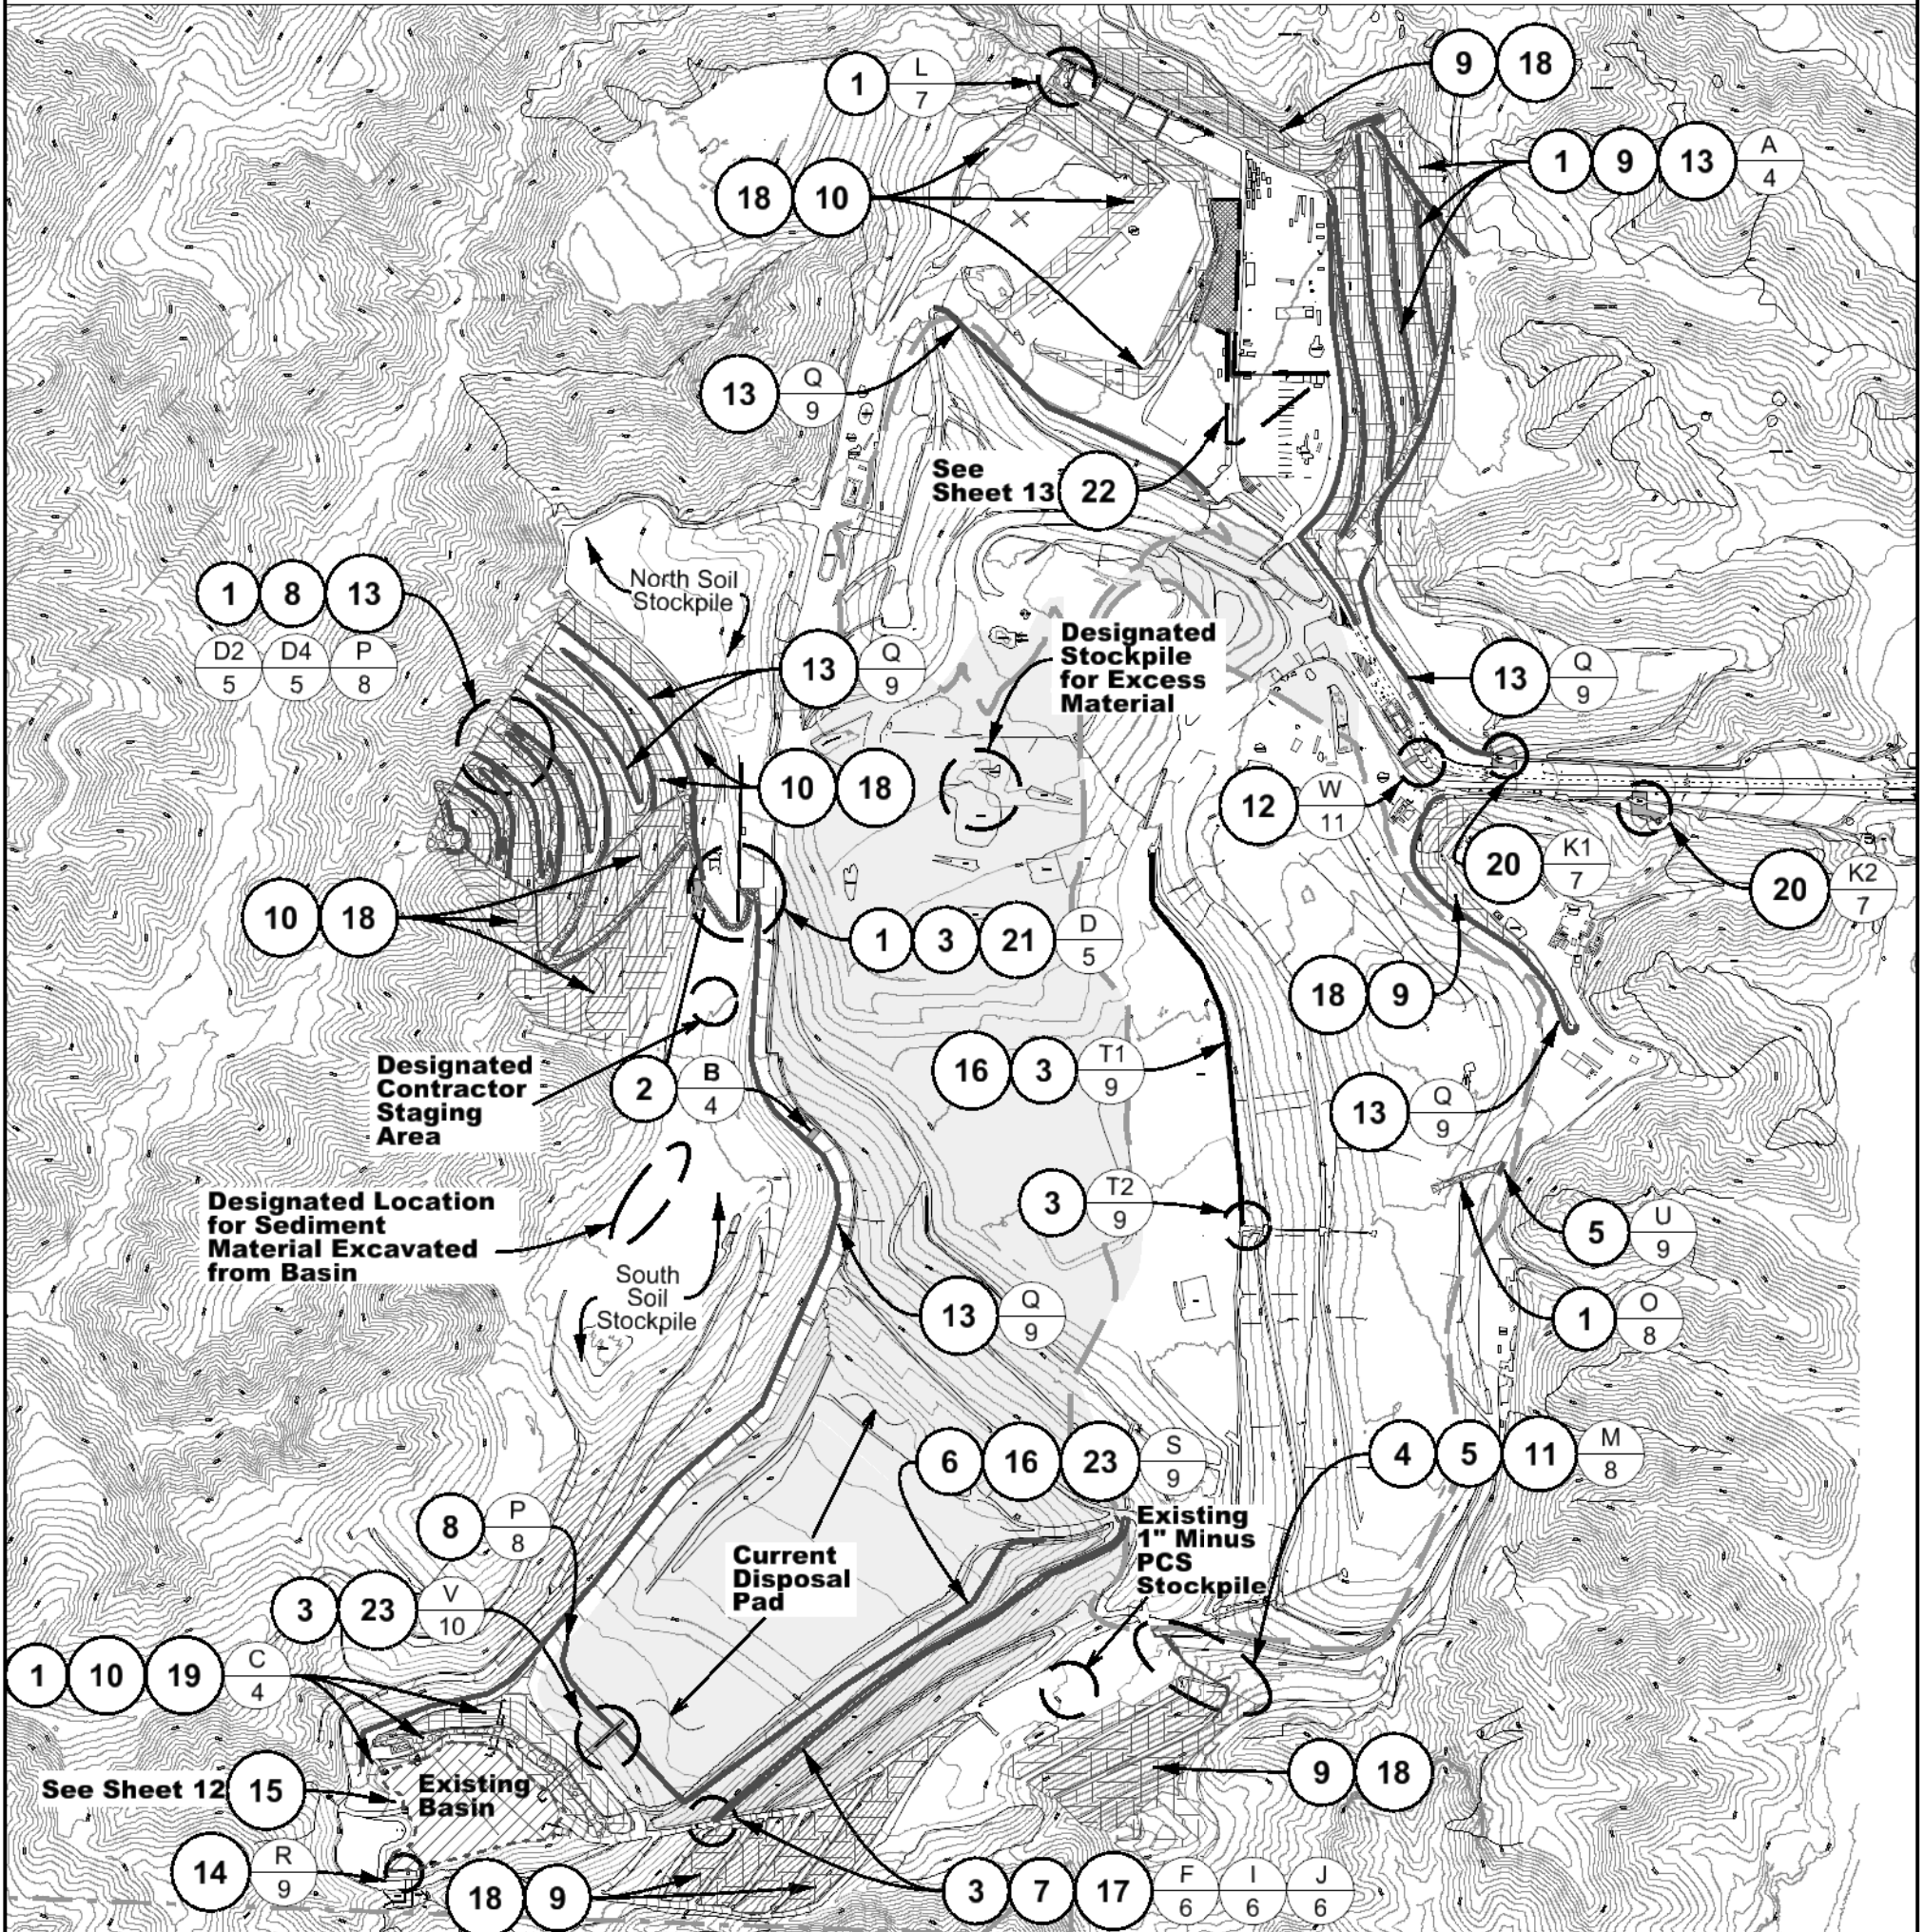 1 L 7
9 18
18 10
1 9 13 A 4
13 Q 9
See
Sheet 13 22
1 8 13
D2 5 D4 5 P 8
North Soil
Stockpile
13 Q 9
Designated
Stockpile
for Excess
Material
13 Q 9
10 18
12 W 11
20 K1 7
20 K2 7
10 18
1 3 21 D 5
18 9
Designated
Contractor
Staging
Area
2 B 4
16 3 T1 9
13 Q 9
Designated Location
for Sediment
Material Excavated
from Basin
3 T2 9
5 U 9
South
Soil
Stockpile
13 Q 9
1 O 8
6 16 23 S 9
4 5 11 M 8
8 P 8
Current
Disposal
Pad
Existing
1" Minus
PCS
Stockpile
3 23 V 10
1 10 19 C 4
See Sheet 12 15
Existing
Basin
9 18
14 R 9
18 9
3 7 17 F 6 I 6 J 6